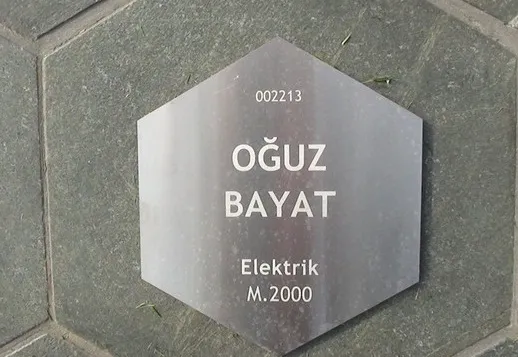 002213
OĞUZ
BAYAT
Elektrik
M.2000